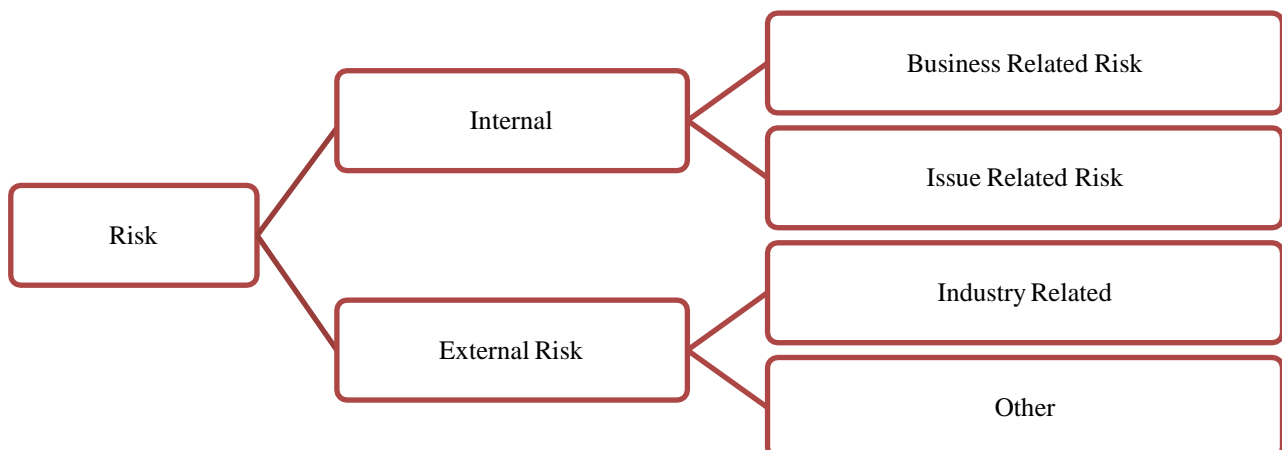 Risk
Internal
Business Related Risk
Issue Related Risk
External Risk
Industry Related
Other